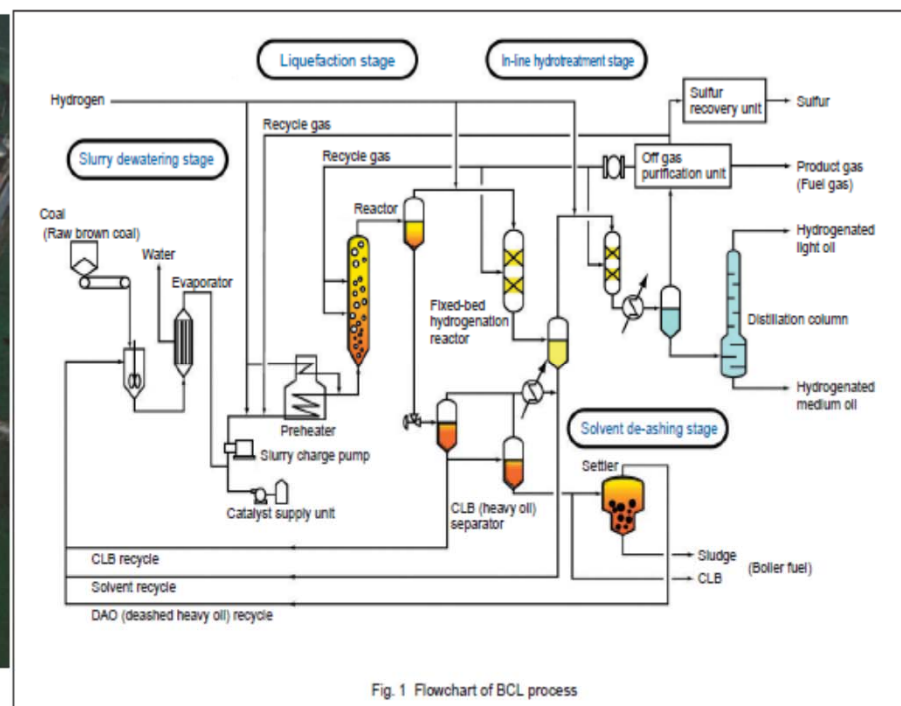 Liquefaction stage
In-line hydrotreatment stage
Hydrogen
Sulfur
recovery unit
Sulfur
Recycle gas
Slurry dewatering stage
Recycle gas
Off gas
purification unit
Product gas
(Fuel gas)
Coal
(Raw brown coal)
Reactor
Water
Evaporator
Hydrogenated
light oil
Fixed-bed
hydrogenation
reactor
Distillation column
Hydrogenated
medium oil
Preheater
Slurry charge pump
Solvent de-ashing stage
Settler
Catalyst supply unit
CLB (heavy oil)
separator
Sludge
(Boiler fuel)
CLB
CLB recycle
Solvent recycle
DAO (deashed heavy oil) recycle
Fig. 1 Flowchart of BCL process